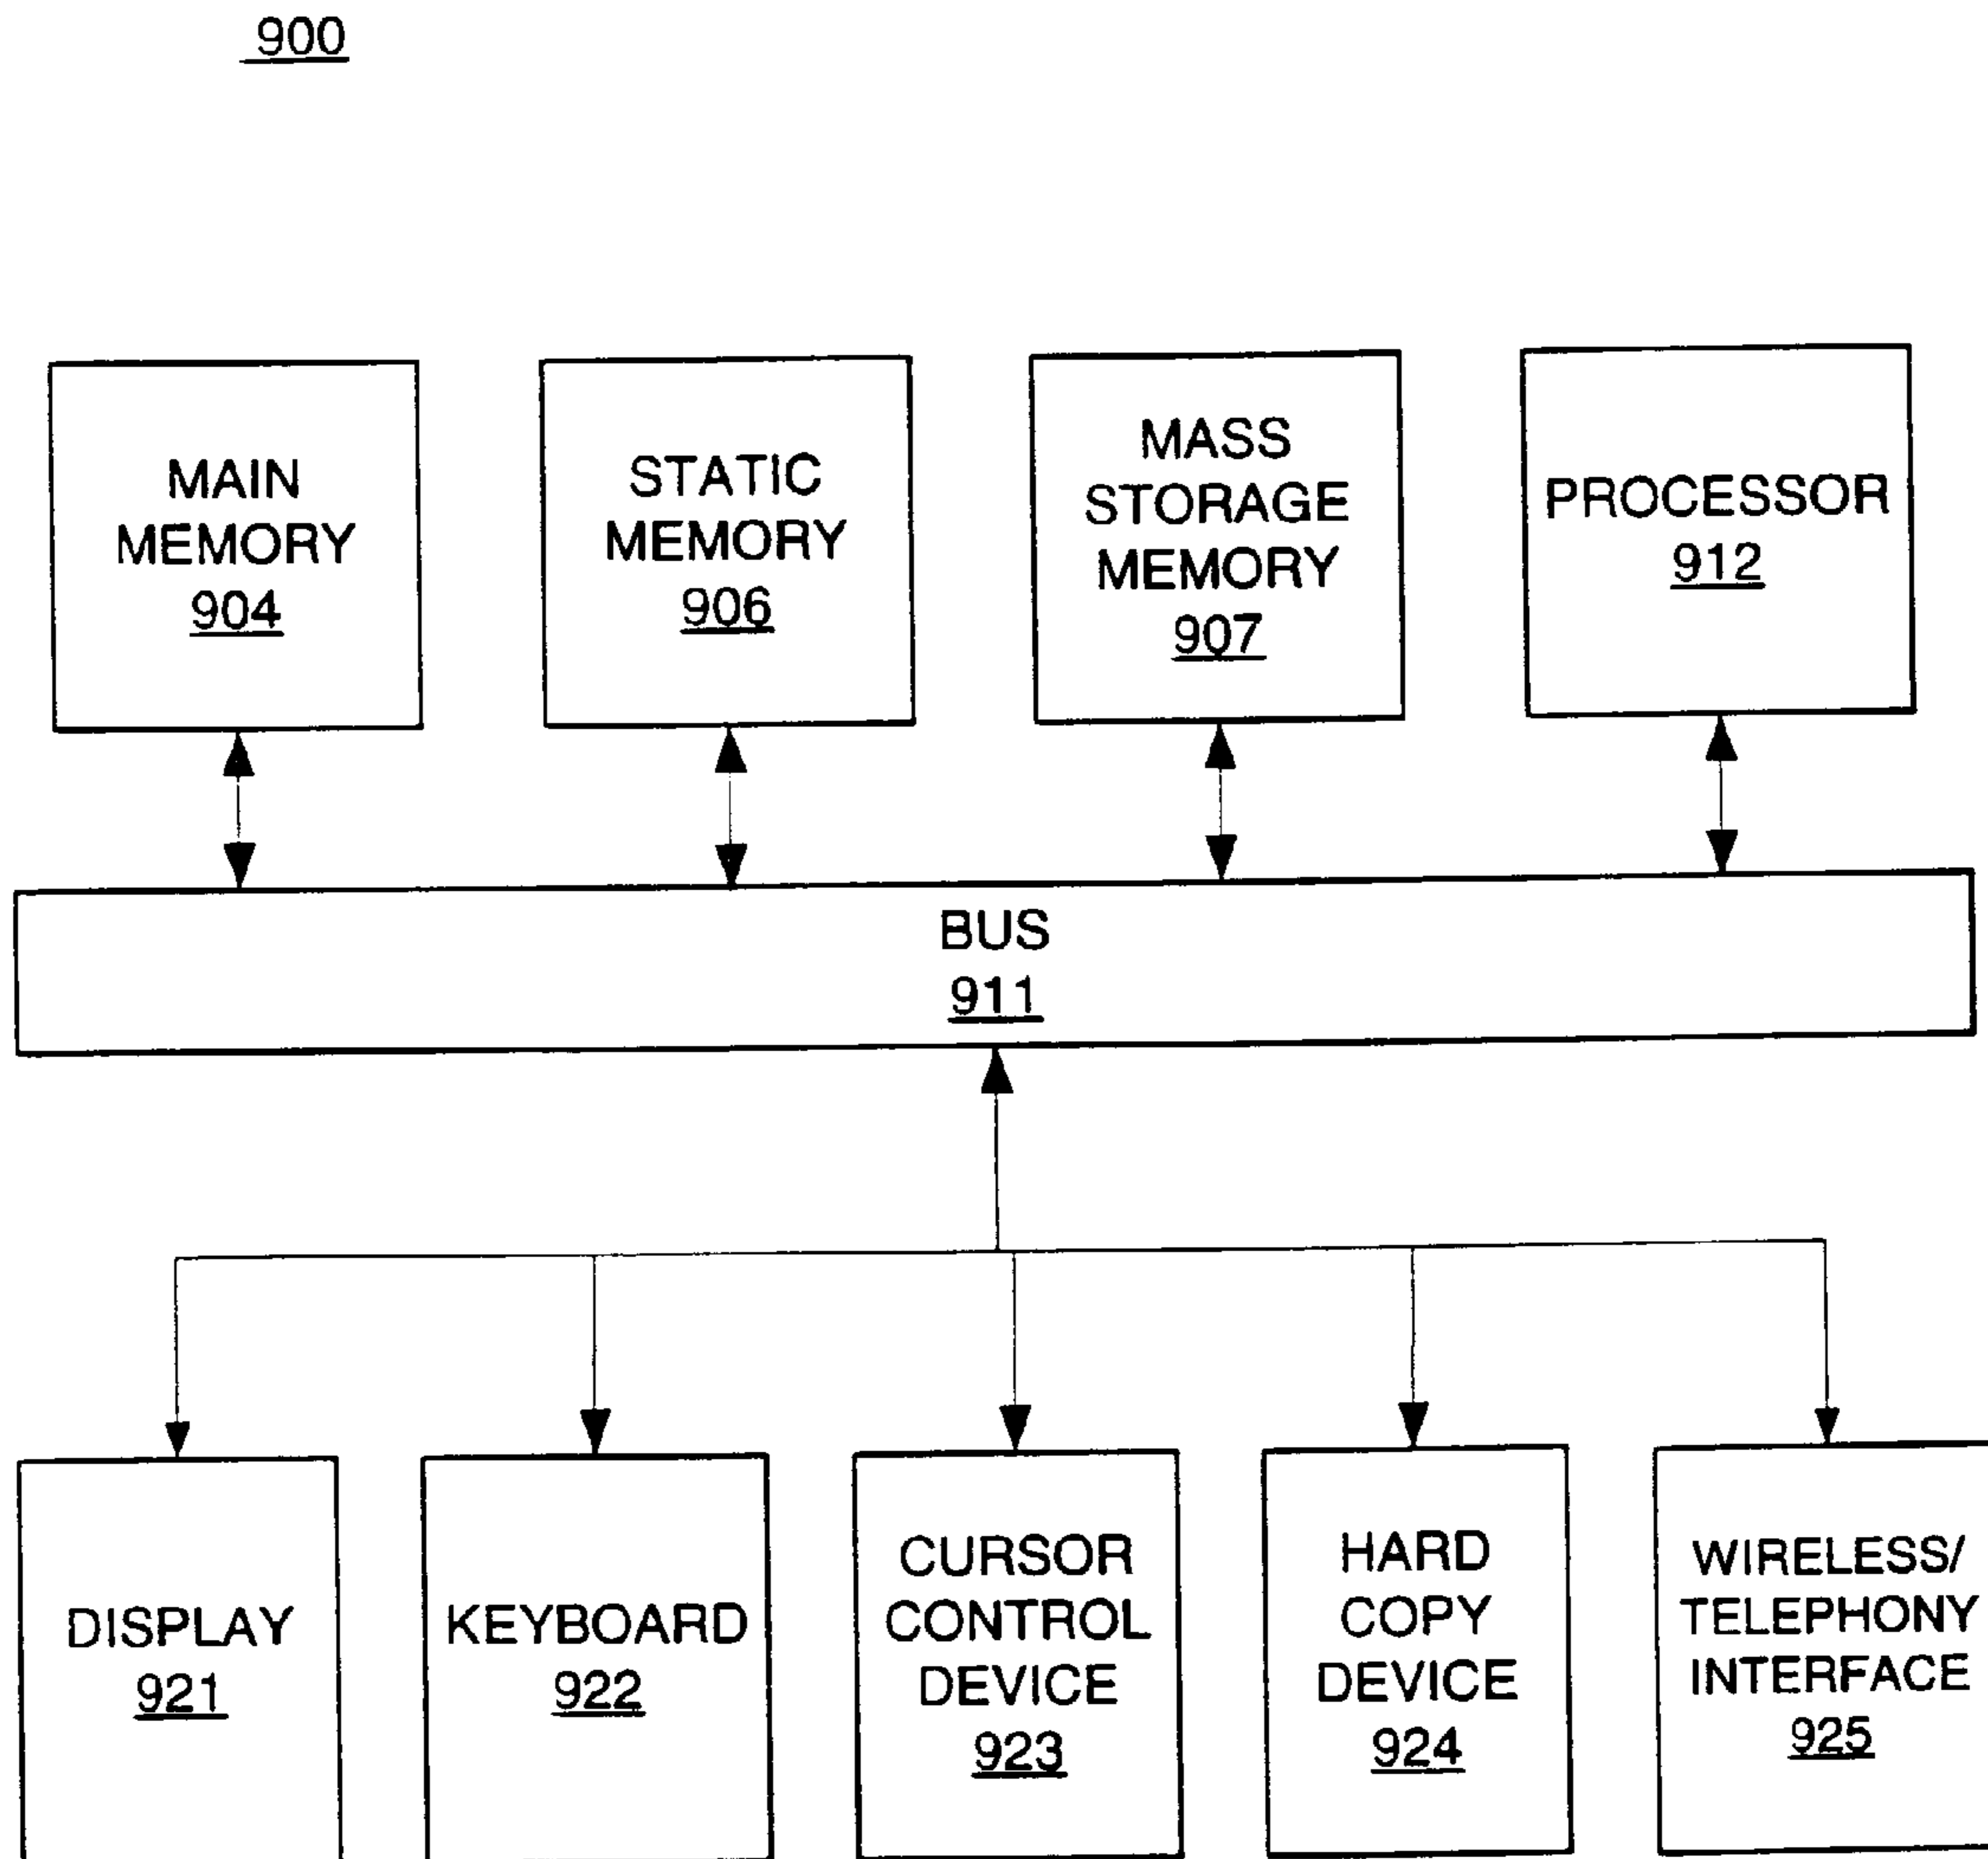 900
MAIN
MEMORY
904
STATIC
MEMORY
906
MASS
STORAGE
MEMORY
907
PROCESSOR
912
BUS
911
DISPLAY
921
KEYBOARD
922
CURSOR
CONTROL
DEVICE
923
HARD
COPY
DEVICE
924
WIRELESS/
TELEPHONY
INTERFACE
925